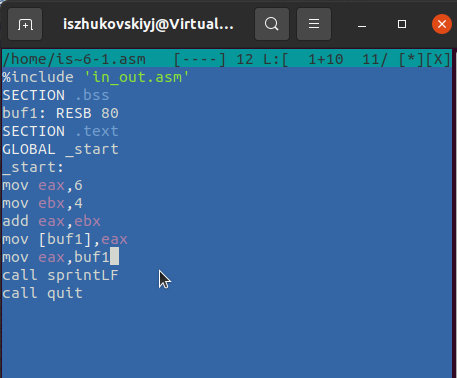 iszhukovskiyj@Virtual...
/home/is~6-1.asm [----] 12 L:[ 1+10 11/ [*][X]
%include 'in_out.asm'
SECTION .bss
buf1: RESB 80
SECTION .text
GLOBAL _start
_start:
mov eax,6
mov ebx,4
add eax,ebx
mov [buf1],eax
mov eax,buf1
call sprintLF
call quit